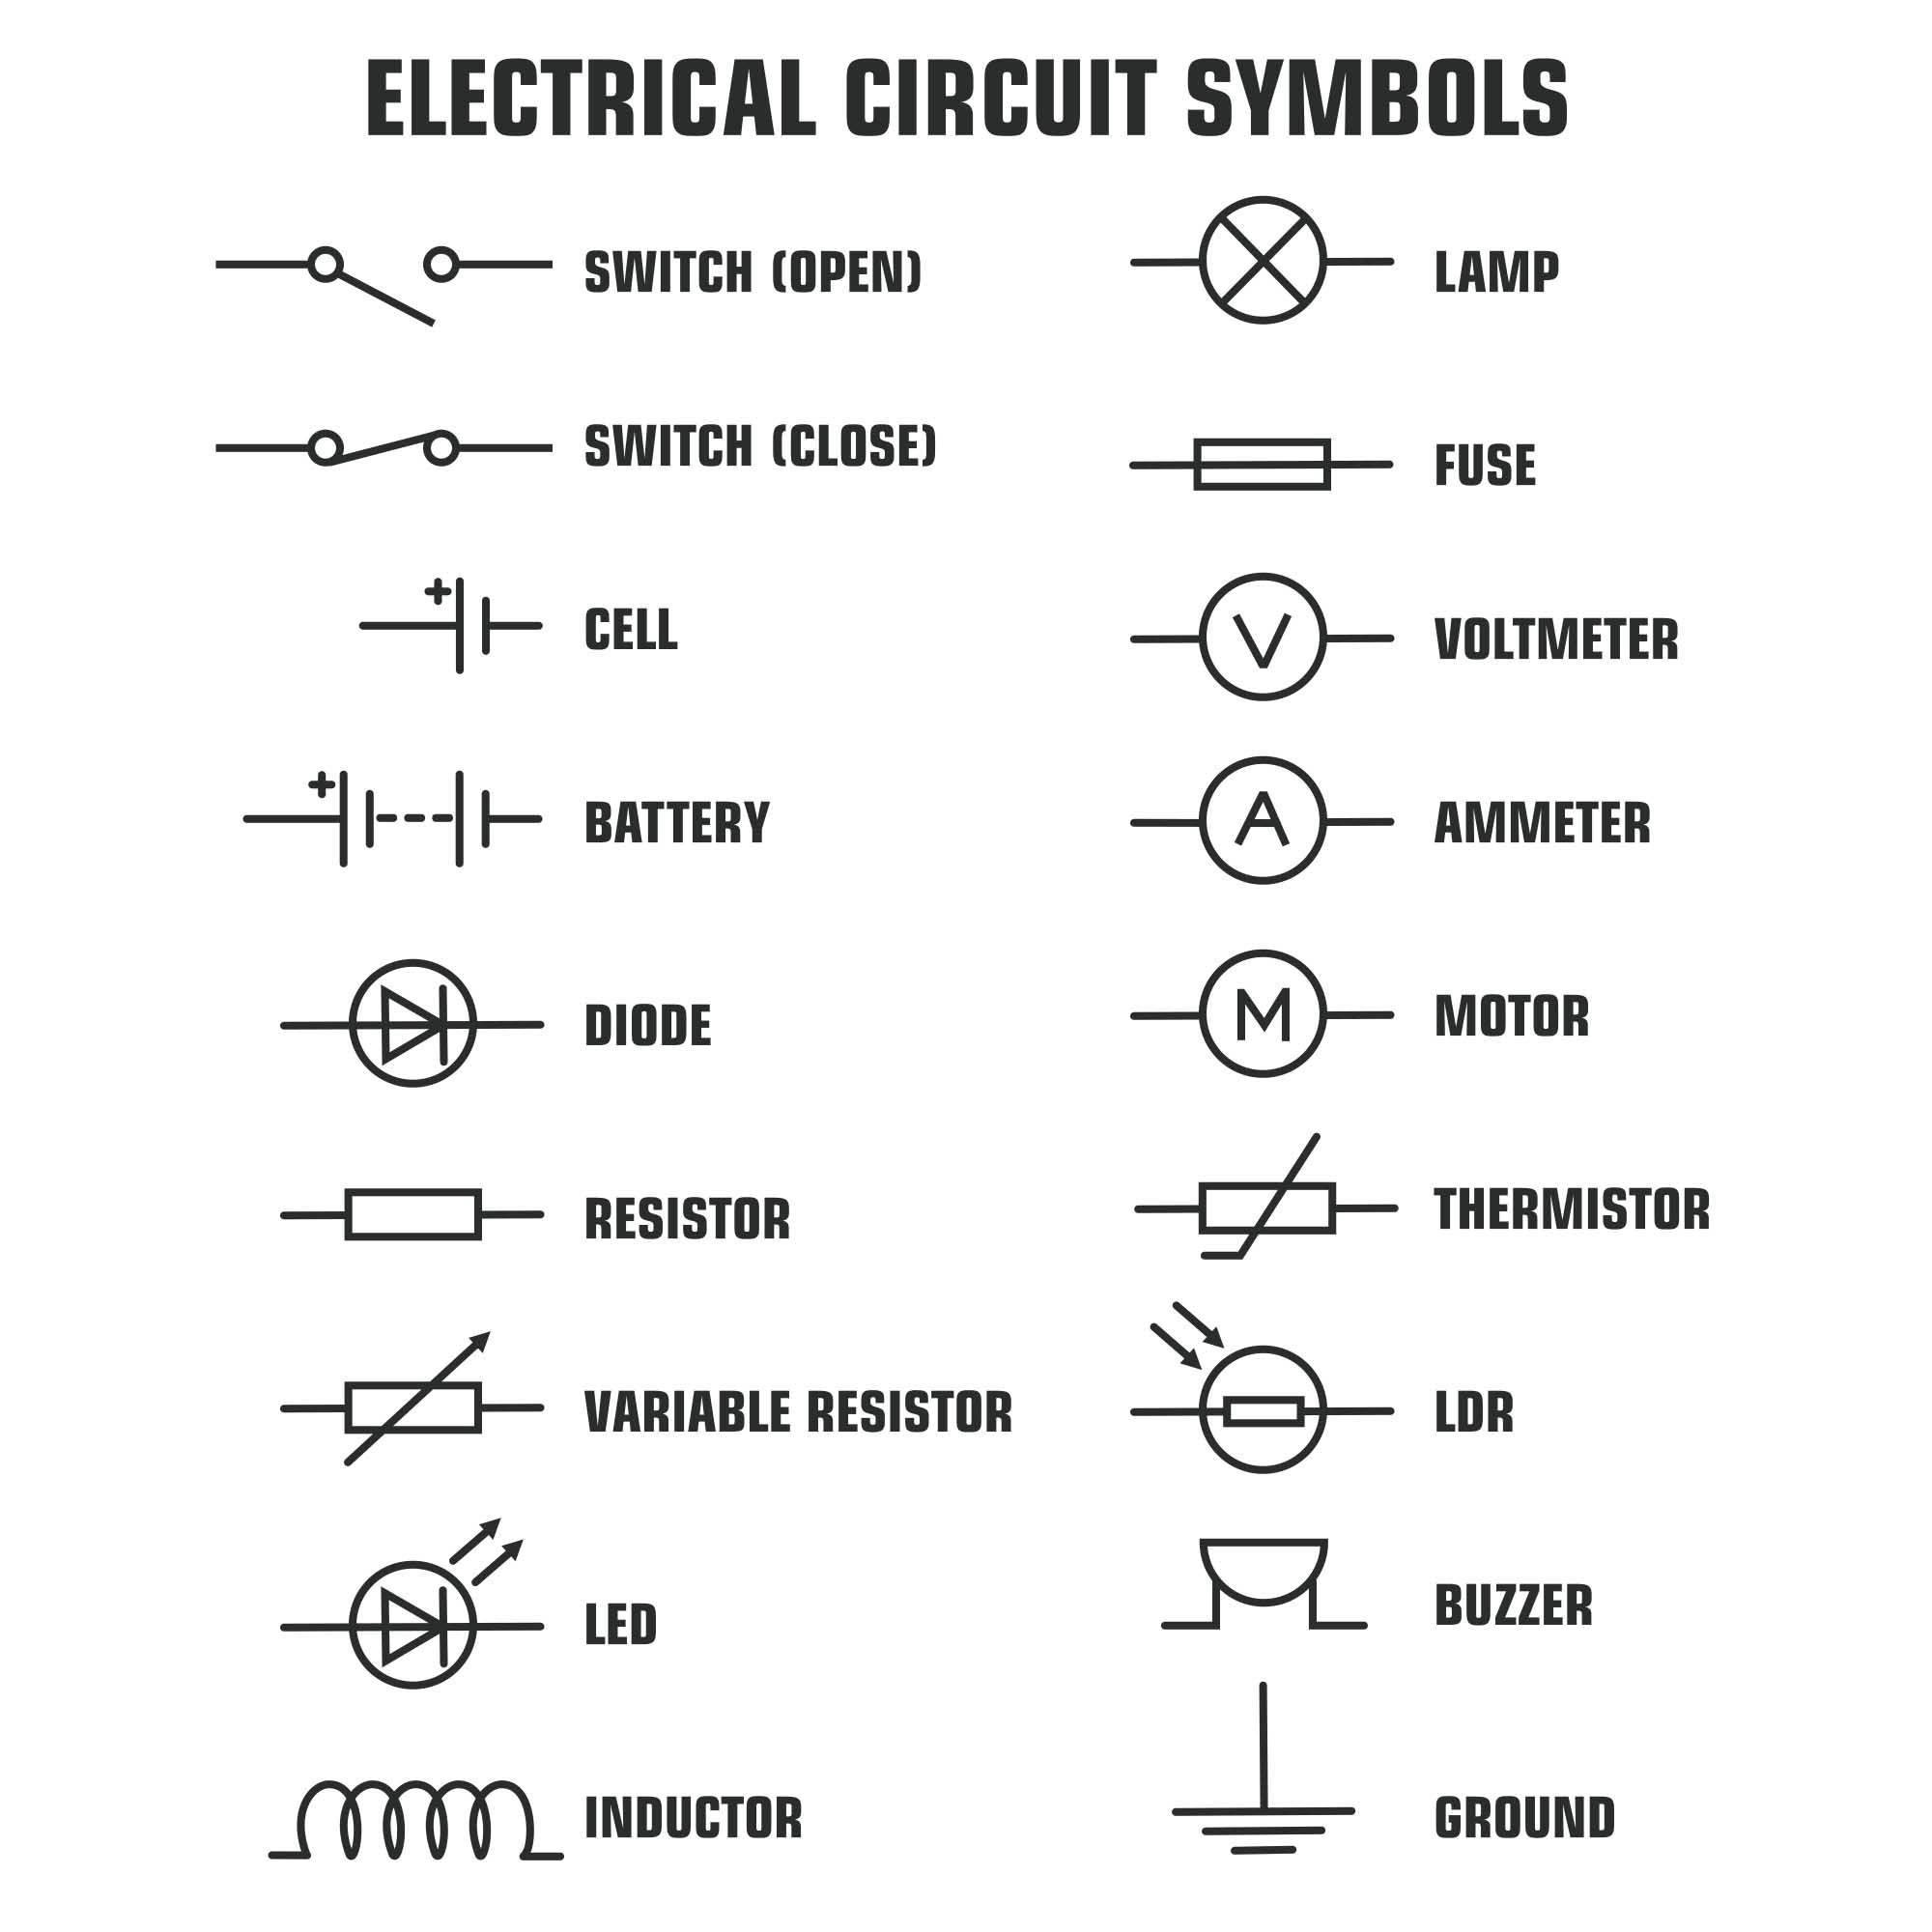 ELECTRICAL CIRCUIT SYMBOLS
SWITCH (OPEN)
SWITCH (CLOSE)
+
CELL
+
BATTERY
DIODE
RESISTOR
VARIABLE RESISTOR
LED
INDUCTOR
LAMP
FUSE
V
VOLTMETER
A
AMMETER
M
MOTOR
THERMISTOR
LDR
BUZZER
GROUND